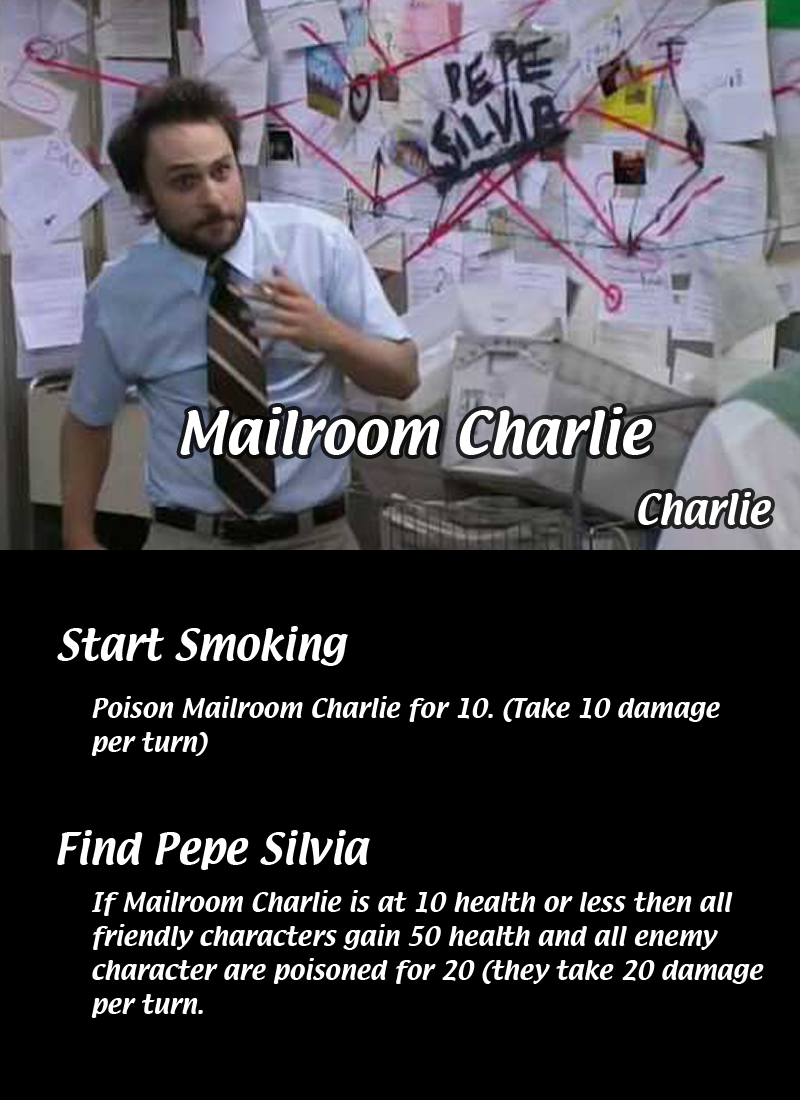 PEPE
SILVIA
Mailroom Charlie
Charlie
Start Smoking
Poison Mailroom Charlie for 10. (Take 10 damage
per turn)
Find Pepe Silvia
If Mailroom Charlie is at 10 health or less then all
friendly characters gain 50 health and all enemy
character are poisoned for 20 (they take 20 damage
per turn.